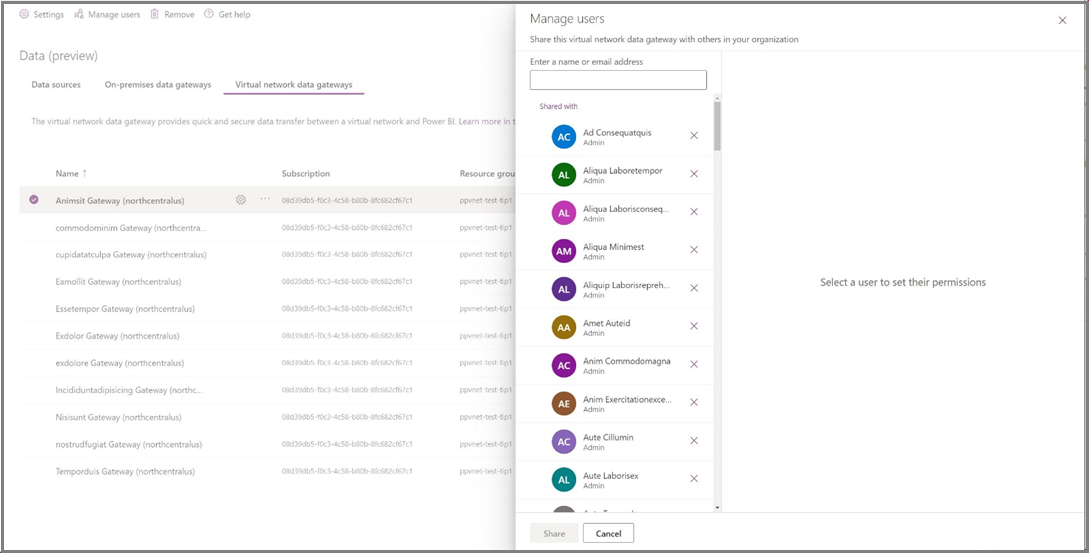 Settings Manage users Remove Get help
Data (preview)
Data sources On-premises data gateways Virtual network data gateways
The virtual network data gateway provides quick and secure data transfer between a virtual network and Power BI. Learn more in t
Name ↑ Subscription Resource grou
Animsit Gateway (northcentralus) ... 08d39db5-f0c3-4c58-b80b-8fc682cf67c1 ppvnet-test-tip1
commodominim Gateway (northcentra... 08d39db5-f0c3-4c58-b80b-8fc682cf67c1 ppvnet-test-tip1
cupidatatculpa Gateway (northcentralus) 08d39db5-f0c3-4c58-b80b-8fc682cf67c1 ppvnet-test-tip1
Eamollit Gateway (northcentralus) 08d39db5-f0c3-4c58-b80b-8fc682cf67c1 ppvnet-test-tip1
Essetempor Gateway (northcentralus) 08d39db5-f0c3-4c58-b80b-8fc682cf67c1 ppvnet-test-tip1
Exdolor Gateway (northcentralus) 08d39db5-f0c3-4c58-b80b-8fc682cf67c1 ppvnet-test-tip1
exdolore Gateway (northcentralus) 08d39db5-f0c3-4c58-b80b-8fc682cf67c1 ppvnet-test-tip1
Incididuntadipisicing Gateway (northc... 08d39db5-f0c3-4c58-b80b-8fc682cf67c1 ppvnet-test-tip1
Nisisunt Gateway (northcentralus) 08d39db5-f0c3-4c58-b80b-8fc682cf67c1 ppvnet-test-tip1
nostrudfugiat Gateway (northcentralus) 08d39db5-f0c3-4c58-b80b-8fc682cf67c1 ppvnet-test-tip1
Temporduis Gateway (northcentralus) 08d39db5-f0c3-4c58-b80b-8fc682cf67c1 ppvnet-test-tip1
Manage users
Share this virtual network data gateway with others in your organization
Enter a name or email address
Shared with
AC Ad Consequatquis
Admin
AL Aliqua Laboretempor
Admin
AL Aliqua Laborisconseq...
Admin
AM Aliqua Minimest
Admin
AL Aliquip Laborisrepreh...
Admin
AA Amet Auteid
Admin
AC Anim Commodomagna
Admin
AE Anim Exercitationexce...
Admin
AC Aute Cillumin
Admin
AL Aute Laborisex
Admin
Select a user to set their permissions
Share Cancel